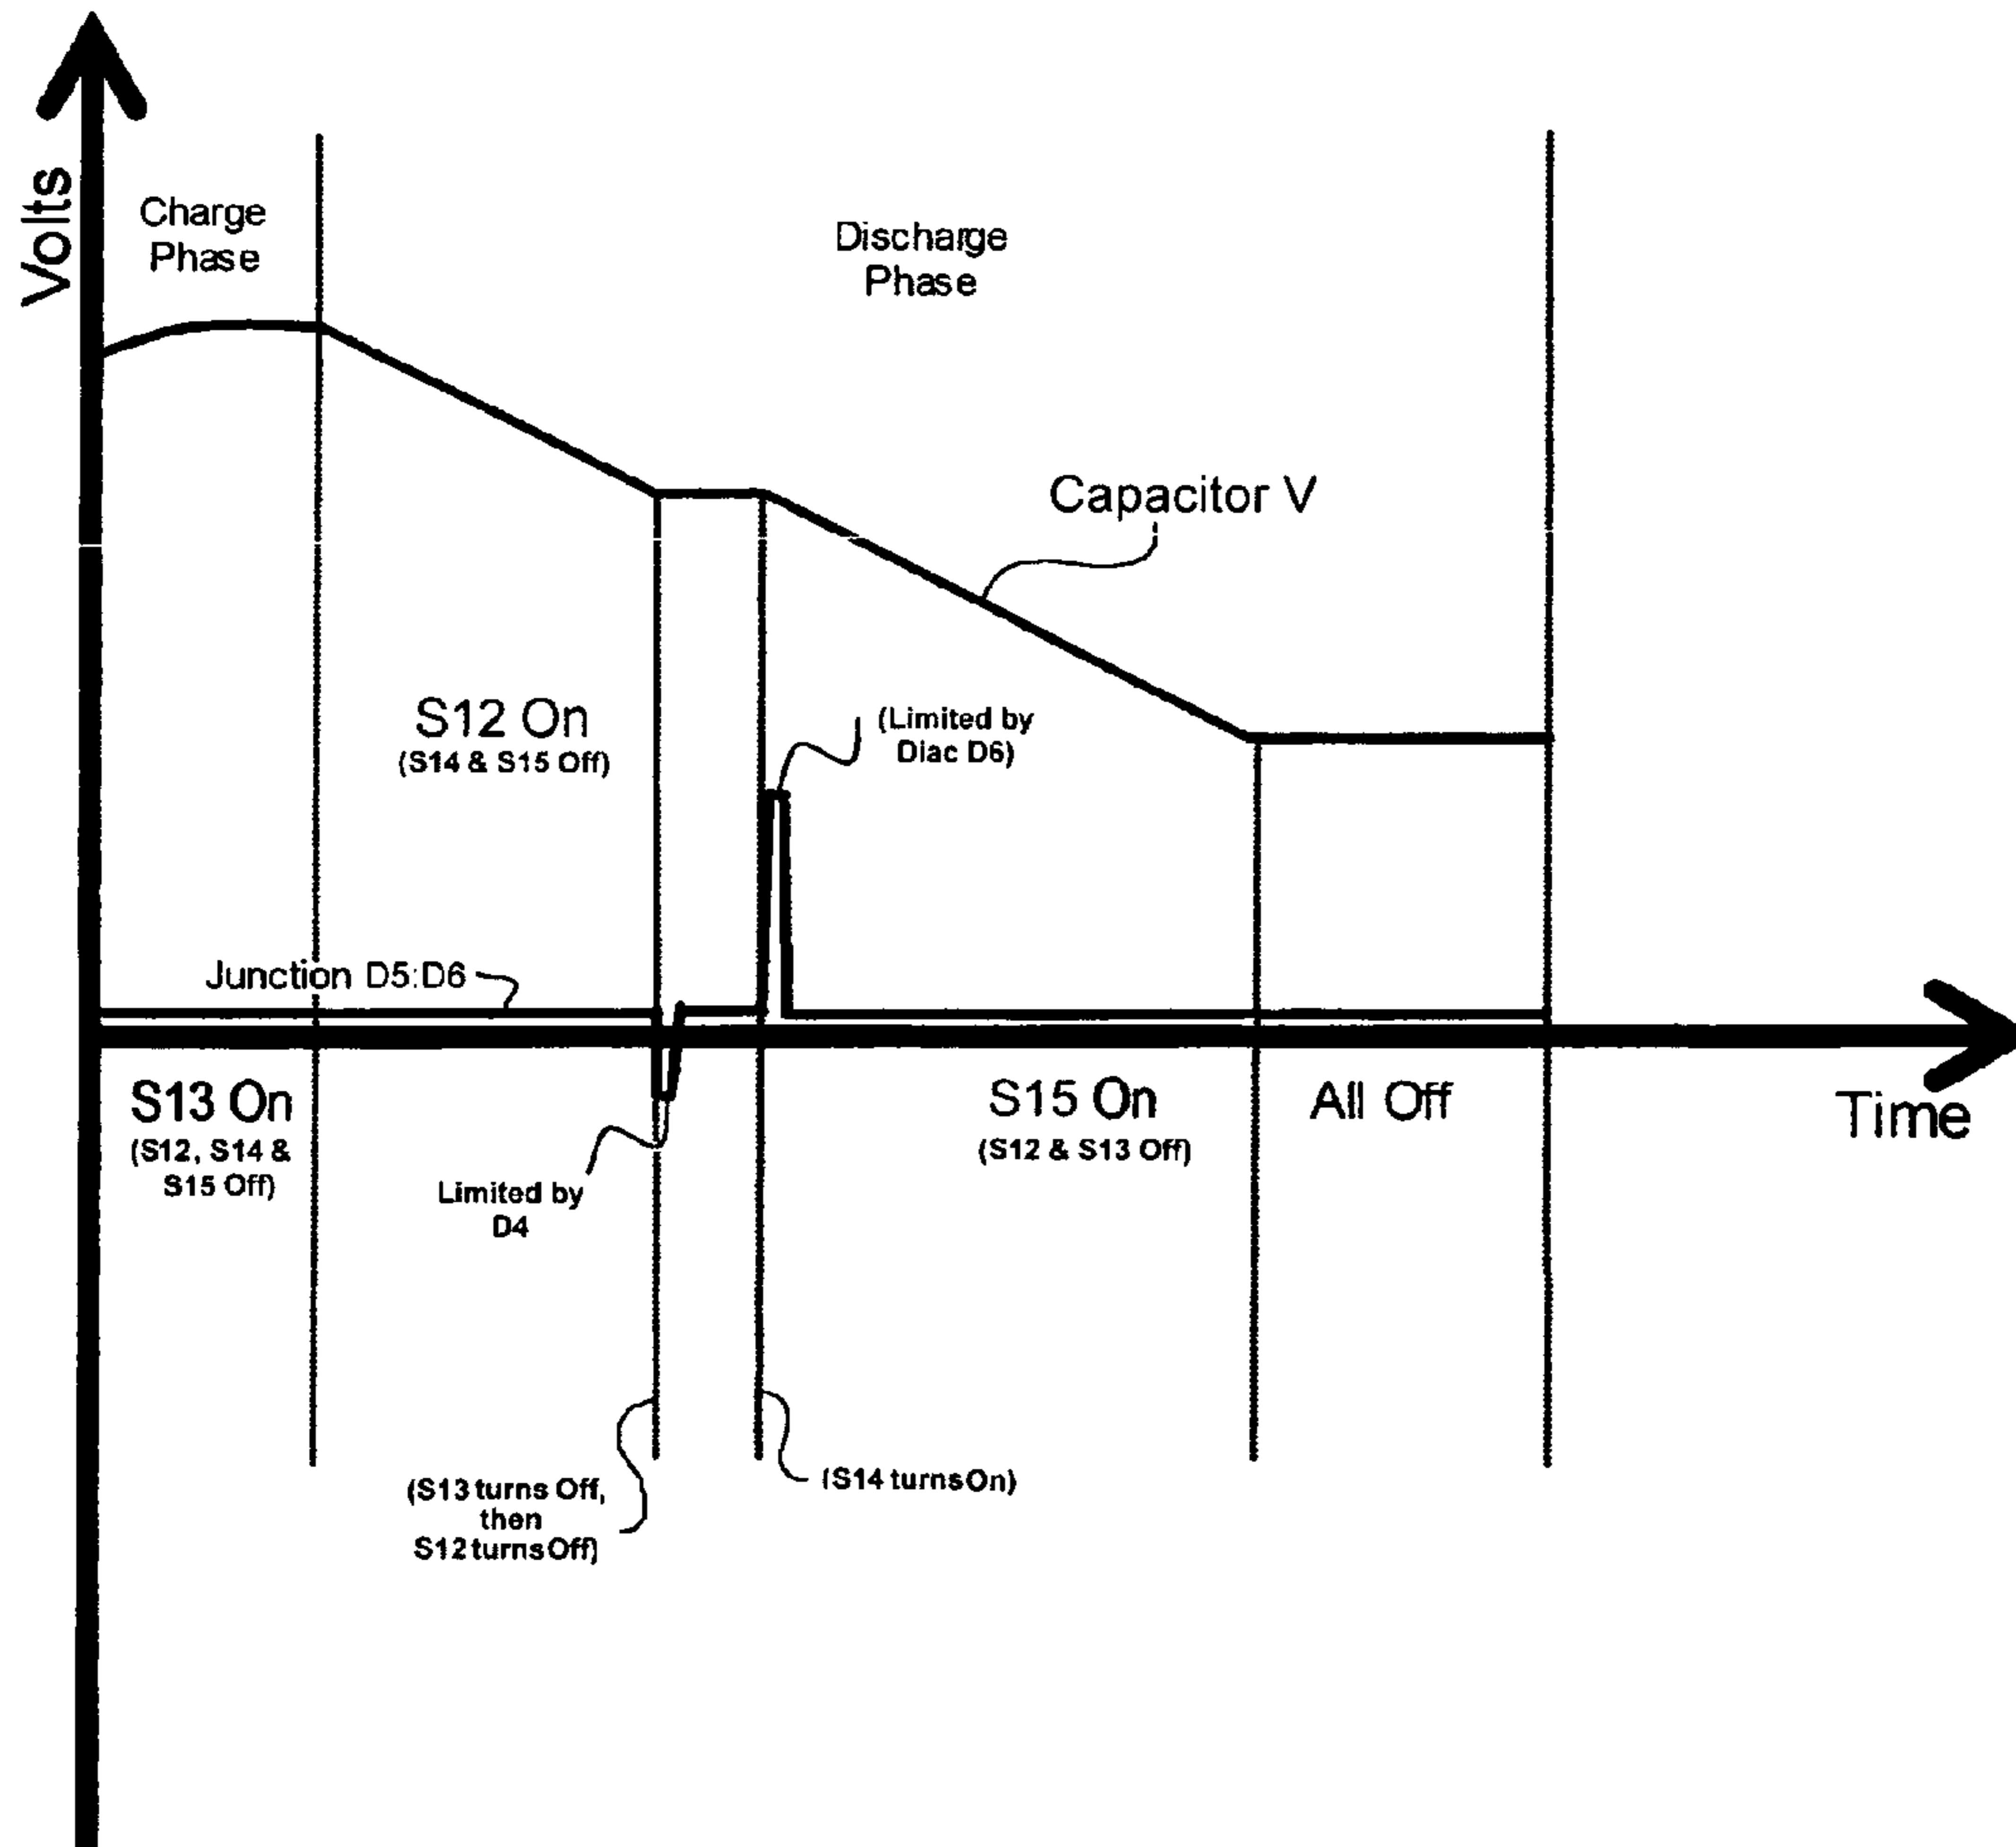 Volts
Charge
Phase
Discharge
Phase
Capacitor V
S12 On
(S14 & S15 Off)
(Limited by
Diac D6)
Junction D5:D6
S13 On
(S12, S14 &
S15 Off)
S15 On
(S12 & S13 Off)
All Off
Time
Limited by
D4
(S13 turns Off,
then
S12 turns Off)
(S14 turns On)